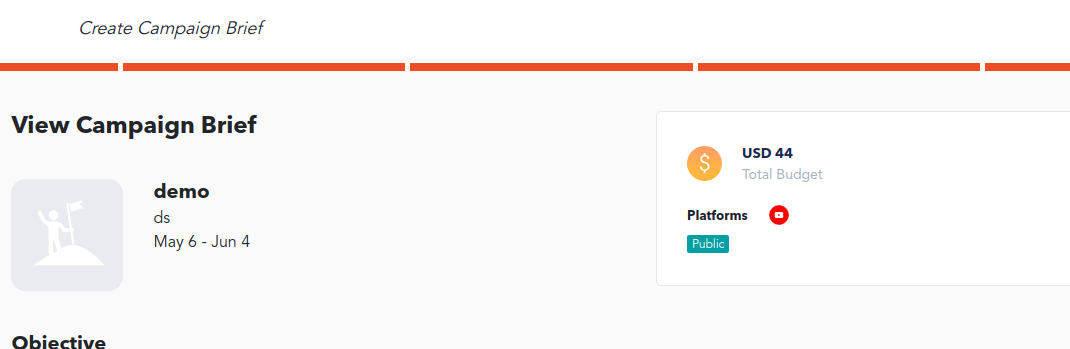 Create Campaign Brief
View Campaign Brief
demo
ds
May 6 - Jun 4
USD 44
Total Budget
Platforms
Public
Objective